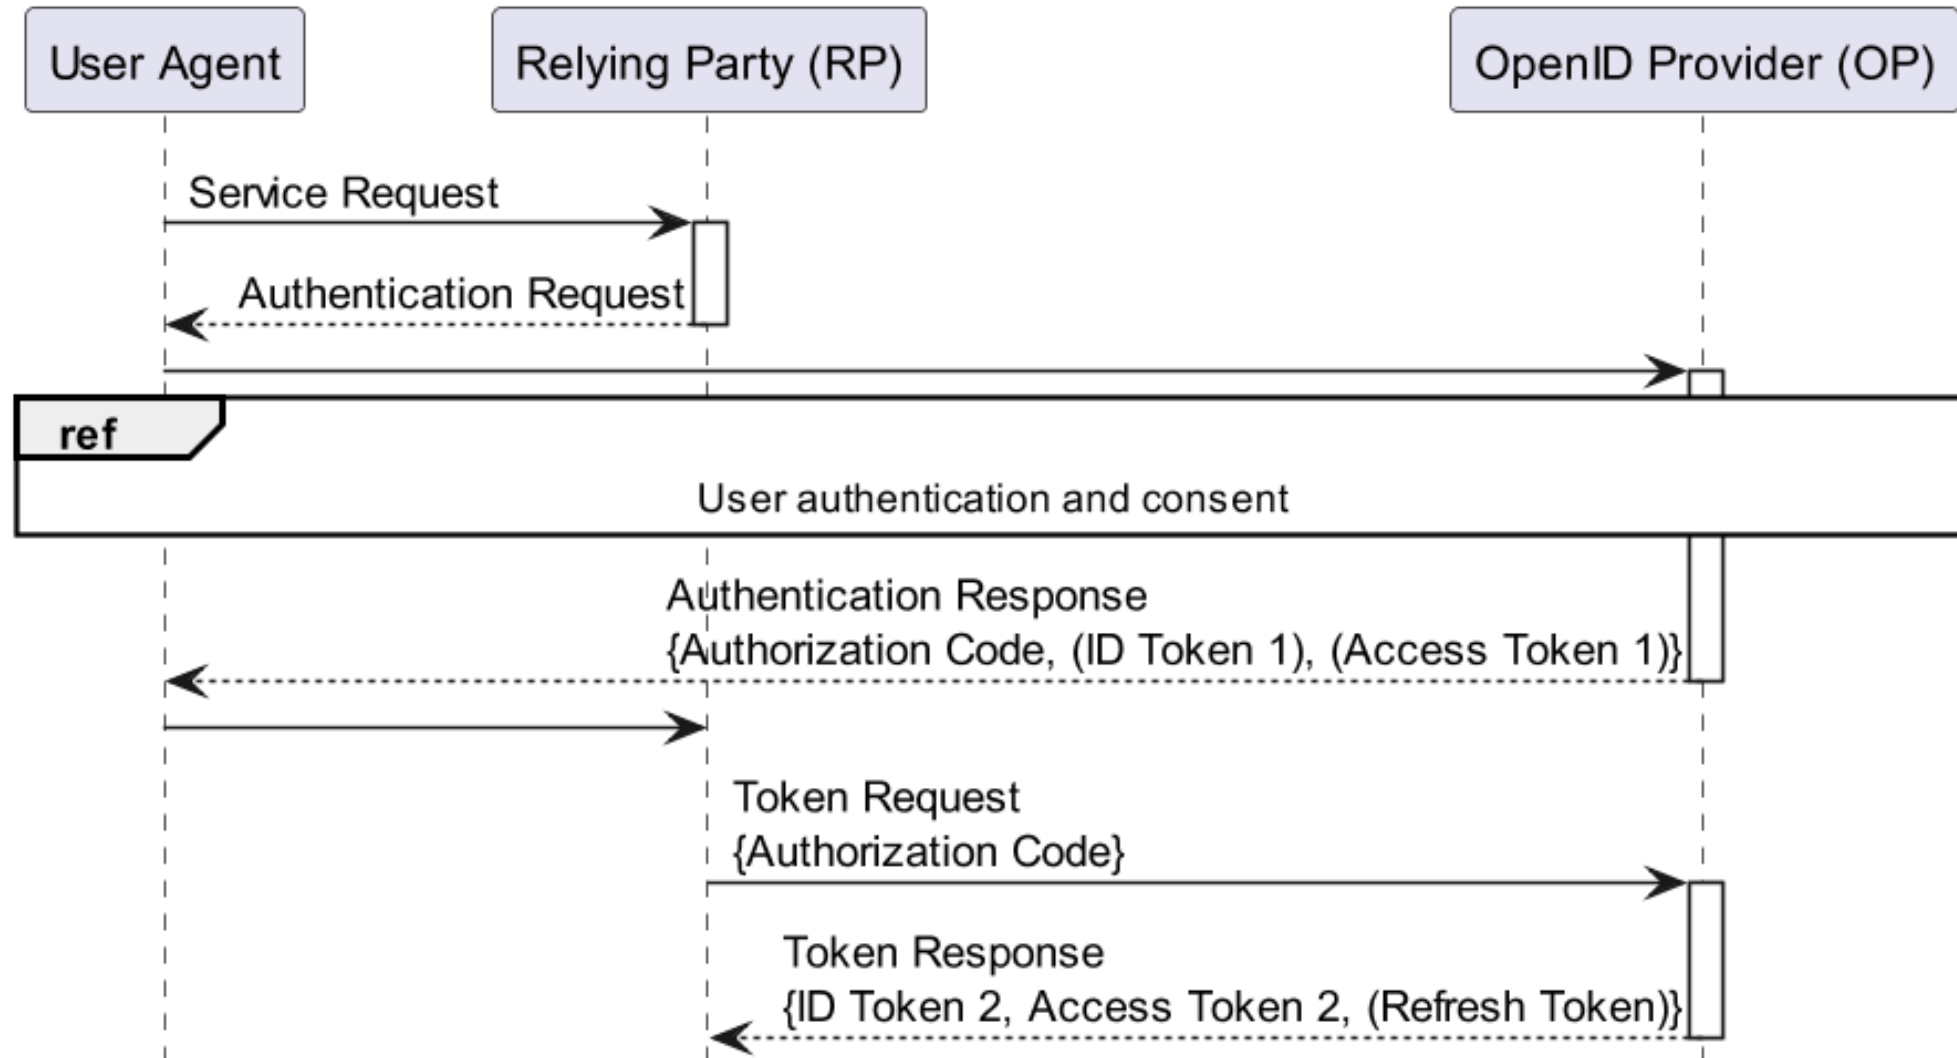 User Agent
Relying Party (RP)
OpenID Provider (OP)
Service Request
Authentication Request
ref
User authentication and consent
Authentication Response
{Authorization Code, (ID Token 1), (Access Token 1)}
Token Request
{Authorization Code}
Token Response
{ID Token 2, Access Token 2, (Refresh Token)}